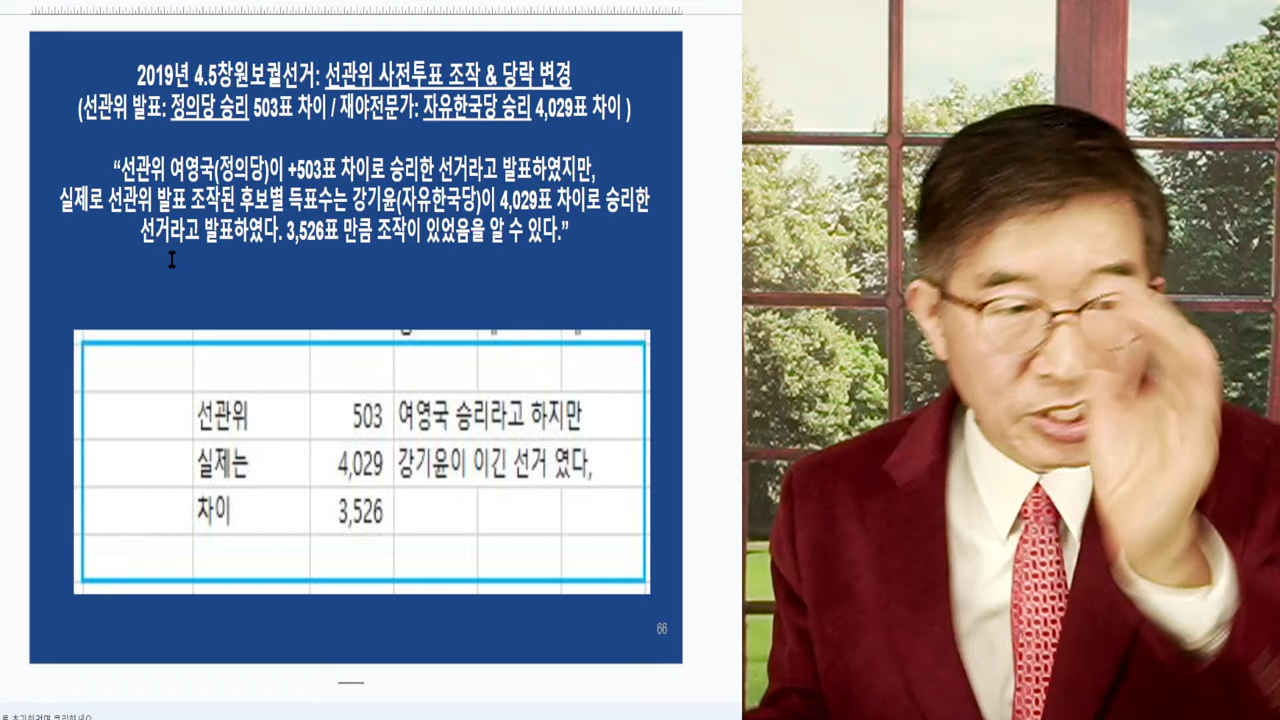 2019년 4.5창원보궐선거: 선관위 사전투표 조작 & 당락 변경
(선관위 발표: 정의당 승리 503표 차이 / 재야전문가: 자유한국당 승리 4,029표 차이 )
“선관위 여영국(정의당)이 +503표 차이로 승리한 선거라고 발표하였지만,
실제로 선관위 발표 조작된 후보별 득표수는 강기윤(자유한국당)이 4,029표 차이로 승리한
선거라고 발표하였다. 3,526표 만큼 조작이 있었음을 알 수 있다.”
선관위 503 여영국 승리라고 하지만
실제는 4,029 강기윤이 이긴 선거 였다,
차이 3,526
66